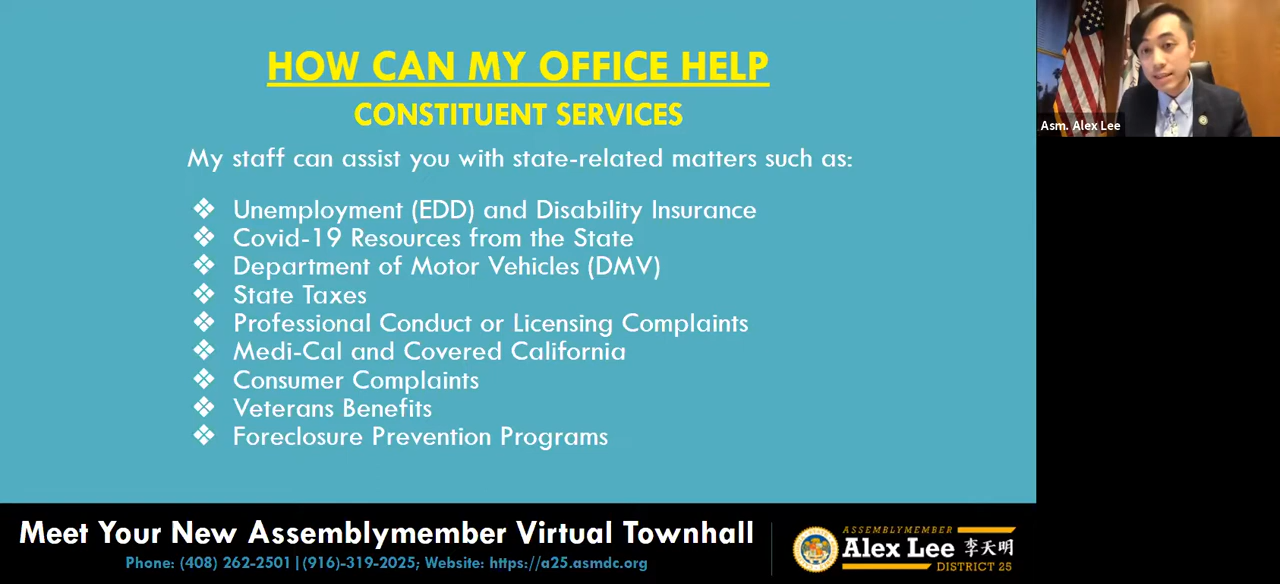 HOW CAN MY OFFICE HELP
CONSTITUENT SERVICES
My staff can assist you with state-related matters such as:
❖ Unemployment (EDD) and Disability Insurance
❖ Covid-19 Resources from the State
❖ Department of Motor Vehicles (DMV)
❖ State Taxes
❖ Professional Conduct or Licensing Complaints
❖ Medi-Cal and Covered California
❖ Consumer Complaints
❖ Veterans Benefits
❖ Foreclosure Prevention Programs
Asm. Alex Lee
Meet Your New Assemblymember Virtual Townhall
Phone: (408) 262-2501|(916)-319-2025; Website: https://a25.asmdc.org
ASSEMBLYMEMBER
Alex Lee 李天明
DISTRICT 25